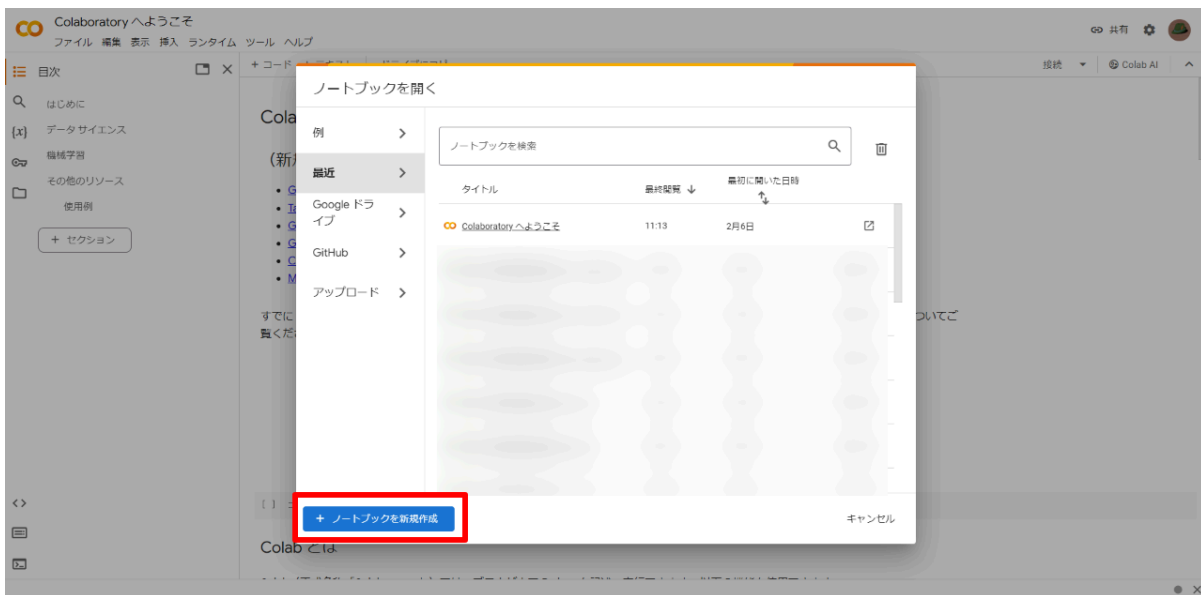 Colaboratory へようこそ
ファイル 編集 表示 挿入 ランタイム ツール ヘルプ
共有
目次
+ コード
接続
Colab AI
はじめに
データ サイエンス
機械学習
その他のリソース
使用例
+ セクション
Cola
(新
すでに
覧くだ
ついてご
ノートブックを開く
例
最近
Google ドライブ
GitHub
アップロード
ノートブックを検索
タイトル
最終閲覧
最初に開いた日時
Colaboratory へようこそ
11:13
2月6日
+ ノートブックを新規作成
キャンセル
[ ]
Colab とは